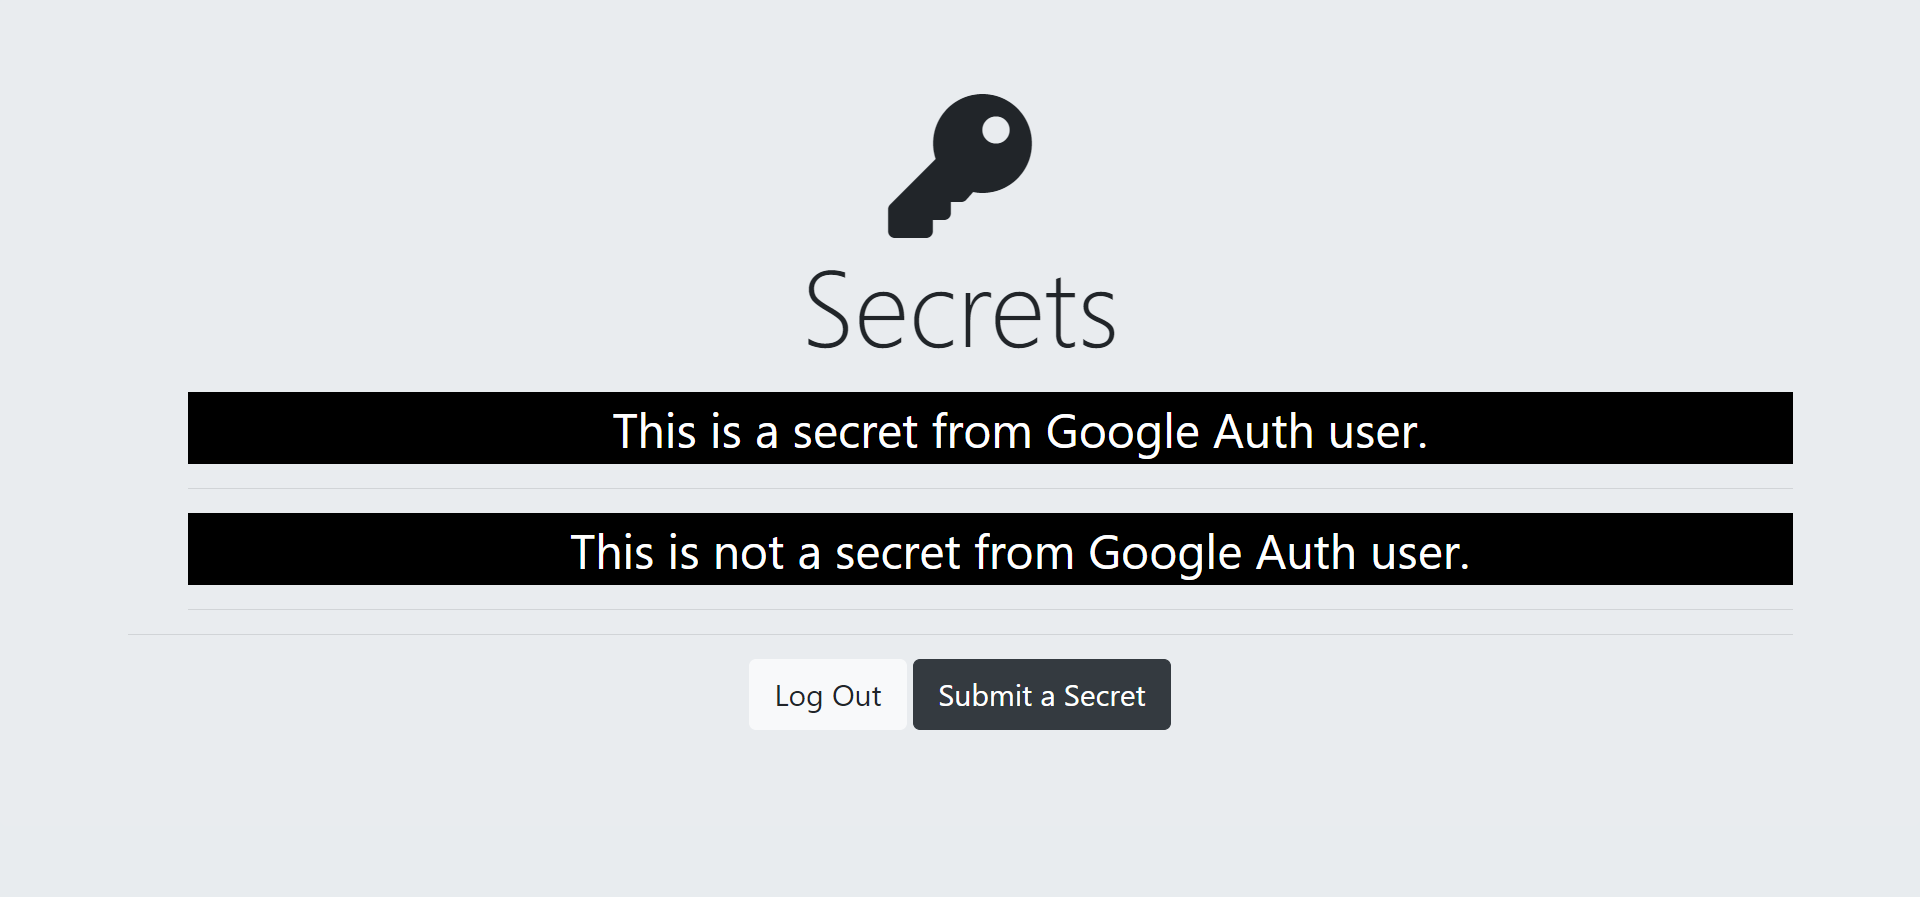 Secrets
This is a secret from Google Auth user.
This is not a secret from Google Auth user.
Log Out
Submit a Secret